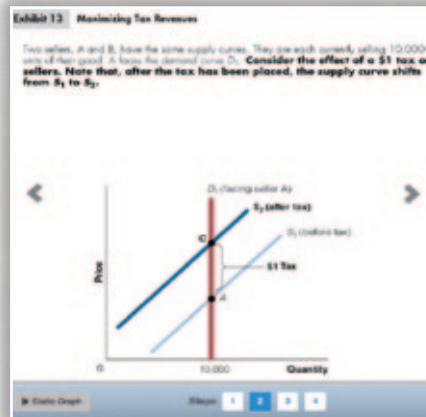 Exhibit 13 Maximizing Tax Revenues
Two sellers, A and B, have the same supply curves. They are each currently selling 10,000
units of their good. A faces the demand curve D₁. Consider the effect of a $1 tax o
sellers. Note that, after the tax has been placed, the supply curve shifts
from S₁ to S₂.
D₁ (facing seller A)
S₂ (after tax)
S₁ (before tax)
C
$1 Tax
A
Price
0
10,000
Quantity
Static Graph
Steps
1
2
3
4